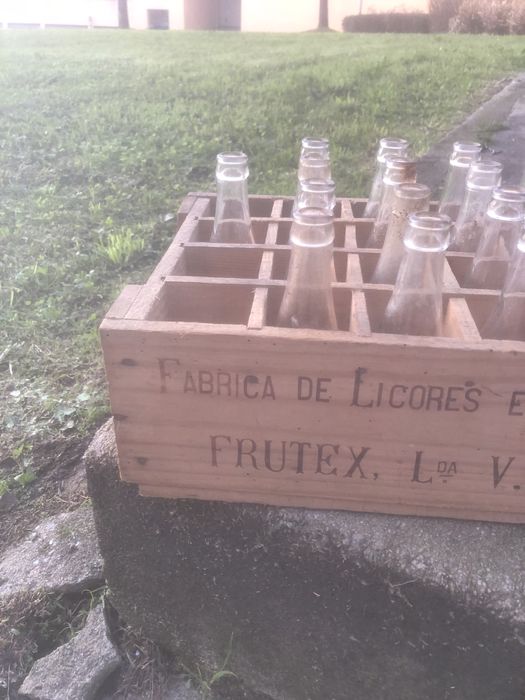 FABRICA DE LICORES E
FRUTEX, LDA V.